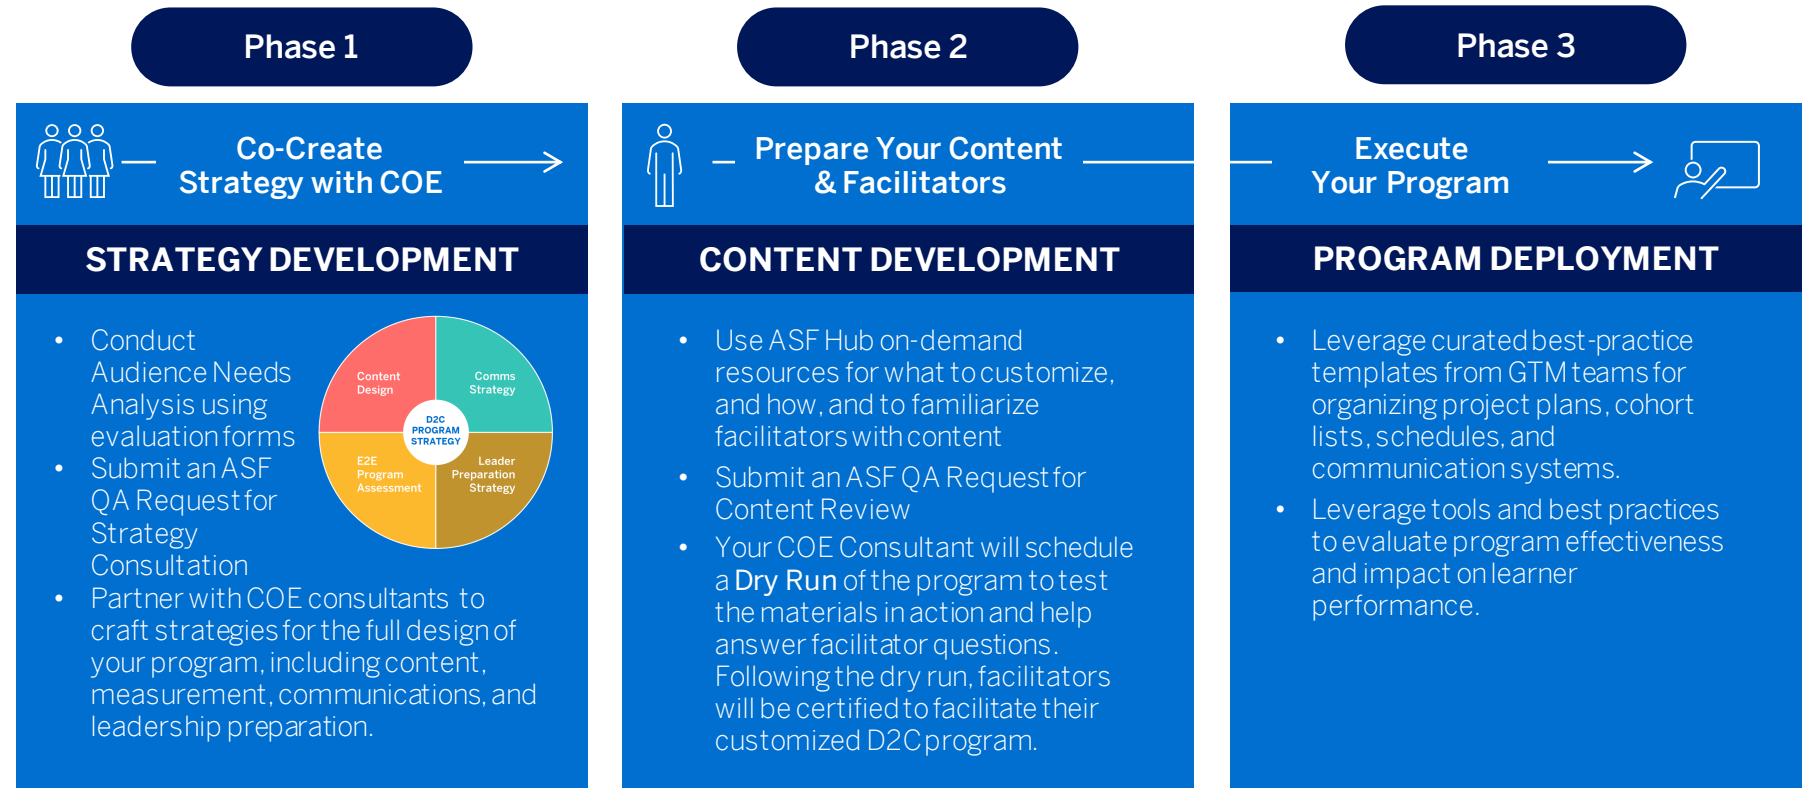 Phase 1
Co-Create
Strategy with COE
STRATEGY DEVELOPMENT
• Conduct
Audience Needs
Analysis using
evaluation forms
• Submit an ASF
QA Request for
Strategy
Consultation
• Partner with COE consultants to
craft strategies for the full design of
your program, including content,
measurement, communications, and
leadership preparation.
Content
Design
Comms
Strategy
D2C
PROGRAM
STRATEGY
E2E
Program
Assessment
Leader
Preparation
Strategy
Phase 2
Prepare Your Content
& Facilitators
CONTENT DEVELOPMENT
• Use ASF Hub on-demand
resources for what to customize,
and how, and to familiarize
facilitators with content
• Submit an ASF QA Request for
Content Review
• Your COE Consultant will schedule
a Dry Run of the program to test
the materials in action and help
answer facilitator questions.
Following the dry run, facilitators
will be certified to facilitate their
customized D2C program.
Phase 3
Execute
Your Program
PROGRAM DEPLOYMENT
• Leverage curated best-practice
templates from GTM teams for
organizing project plans, cohort
lists, schedules, and
communication systems.
• Leverage tools and best practices
to evaluate program effectiveness
and impact on learner
performance.